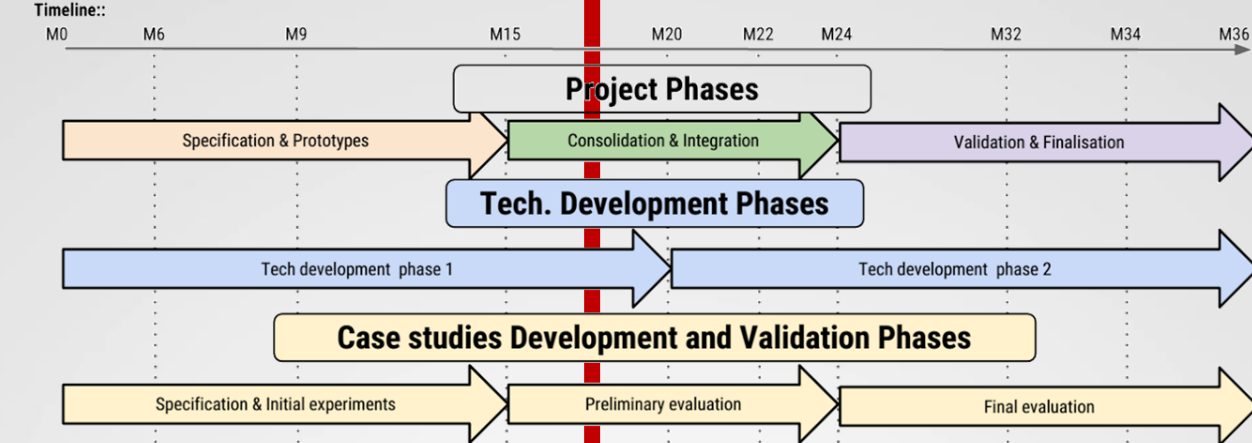 Timeline::
M0 M6 M9 M15 M20 M22 M24 M32 M34 M36
Project Phases
Specification & Prototypes Consolidation & Integration Validation & Finalisation
Tech. Development Phases
Tech development phase 1 Tech development phase 2
Case studies Development and Validation Phases
Specification & Initial experiments Preliminary evaluation Final evaluation